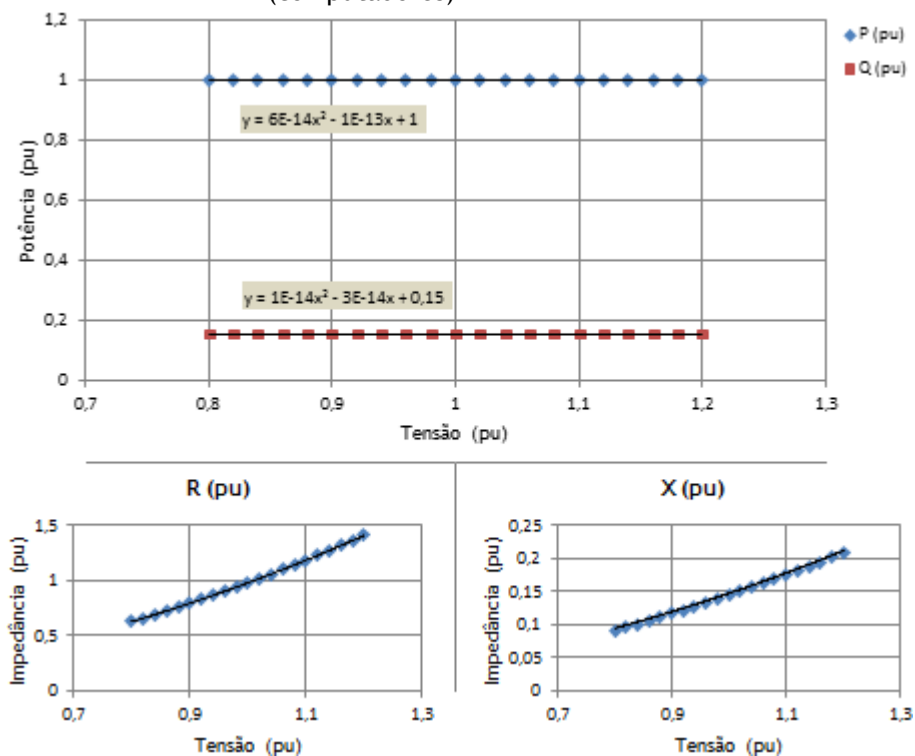 1,2
1
0,8
0,6
0,4
0,2
0
Potência (pu)
P (pu)
Q (pu)
y = 6E-14x² - 1E-13x + 1
y = 1E-14x² - 3E-14x + 0,15
0,7 0,8 0,9 1 1,1 1,2 1,3
Tensão (pu)
R (pu)
1,5
1
0,5
0
Impedância (pu)
0,7 0,9 1,1 1,3
Tensão (pu)
X (pu)
0,25
0,2
0,15
0,1
0,05
0
Impedância (pu)
0,7 0,9 1,1 1,3
Tensão (pu)